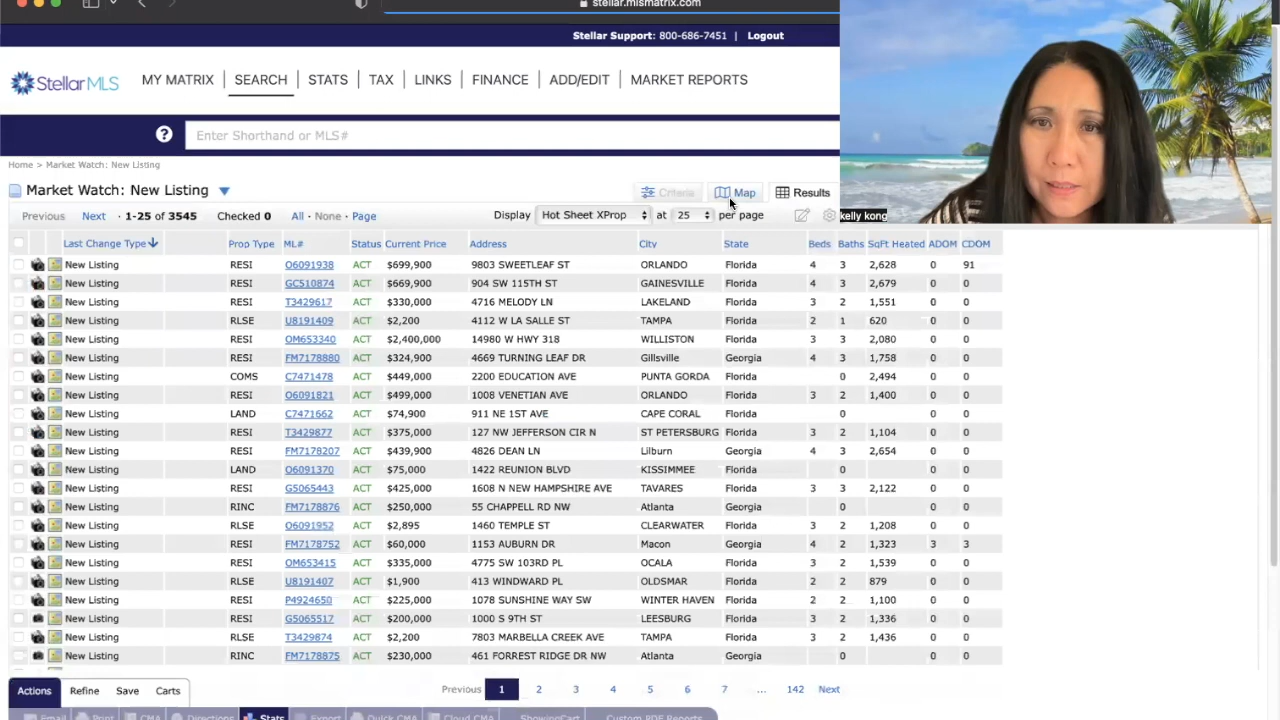 stellar.mlsmatrix.com
Stellar Support: 800-686-7451 | Logout
StellarMLS MY MATRIX SEARCH STATS TAX LINKS FINANCE ADD/EDIT MARKET REPORTS
? Enter Shorthand or MLS#
Home > Market Watch: New Listing
Market Watch: New Listing Criteria Map Results
kelly kong
Previous Next · 1-25 of 3545 Checked 0 All · None · Page Display Hot Sheet XProp at 25 per page
Last Change Type Prop Type ML# Status Current Price Address City State Beds Baths SqFt Heated ADOM CDOM
New Listing RESI O6091938 ACT $699,900 9803 SWEETLEAF ST ORLANDO Florida 4 3 2,628 0 91
New Listing RESI GC510874 ACT $669,900 904 SW 115TH ST GAINESVILLE Florida 4 3 2,679 0 0
New Listing RESI T3429617 ACT $330,000 4716 MELODY LN LAKELAND Florida 3 2 1,551 0 0
New Listing RLSE U8191409 ACT $2,200 4112 W LA SALLE ST TAMPA Florida 2 1 620 0 0
New Listing RESI OM653340 ACT $2,400,000 14980 W HWY 318 WILLISTON Florida 3 3 2,080 0 0
New Listing RESI FM7178880 ACT $324,900 4669 TURNING LEAF DR Gillsville Georgia 4 3 1,758 0 0
New Listing COMS C7471478 ACT $449,000 2200 EDUCATION AVE PUNTA GORDA Florida 0 2,494 0 0
New Listing RESI O6091821 ACT $499,000 1008 VENETIAN AVE ORLANDO Florida 3 2 1,400 0 0
New Listing LAND C7471662 ACT $74,900 911 NE 1ST AVE CAPE CORAL Florida 0 0 0
New Listing RESI T3429877 ACT $375,000 127 NW JEFFERSON CIR N ST PETERSBURG Florida 3 2 1,104 0 0
New Listing RESI FM7178207 ACT $439,900 4826 DEAN LN Lilburn Georgia 4 3 2,654 0 0
New Listing LAND O6091370 ACT $75,000 1422 REUNION BLVD KISSIMMEE Florida 0 0 0
New Listing RESI G5065443 ACT $425,000 1608 N NEW HAMPSHIRE AVE TAVARES Florida 3 3 2,122 0 0
New Listing RINC FM7178876 ACT $250,000 55 CHAPPELL RD NW Atlanta Georgia 0 0 0
New Listing RLSE O6091952 ACT $2,895 1460 TEMPLE ST CLEARWATER Florida 3 2 1,208 0 0
New Listing RESI FM7178752 ACT $60,000 1153 AUBURN DR Macon Georgia 4 2 1,323 3 3
New Listing RESI OM653415 ACT $335,000 4775 SW 103RD PL OCALA Florida 3 2 1,539 0 0
New Listing RLSE U8191407 ACT $1,900 413 WINDWARD PL OLDSMAR Florida 2 2 879 0 0
New Listing RESI P4924650 ACT $225,000 1078 SUNSHINE WAY SW WINTER HAVEN Florida 2 2 1,100 0 0
New Listing RESI G5065517 ACT $200,000 1000 S 9TH ST LEESBURG Florida 3 2 1,336 0 0
New Listing RLSE T3429874 ACT $2,200 7803 MARBELLA CREEK AVE TAMPA Florida 3 2 1,436 0 0
New Listing RINC FM7178875 ACT $230,000 461 FORREST RIDGE DR NW Atlanta Georgia 0 0 0
Actions Refine Save Carts Previous 1 2 3 4 5 6 7 ... 142 Next
Email Print CMA Directions Stats Export Quick CMA Cloud CMA ShowingCart Custom PDF Reports